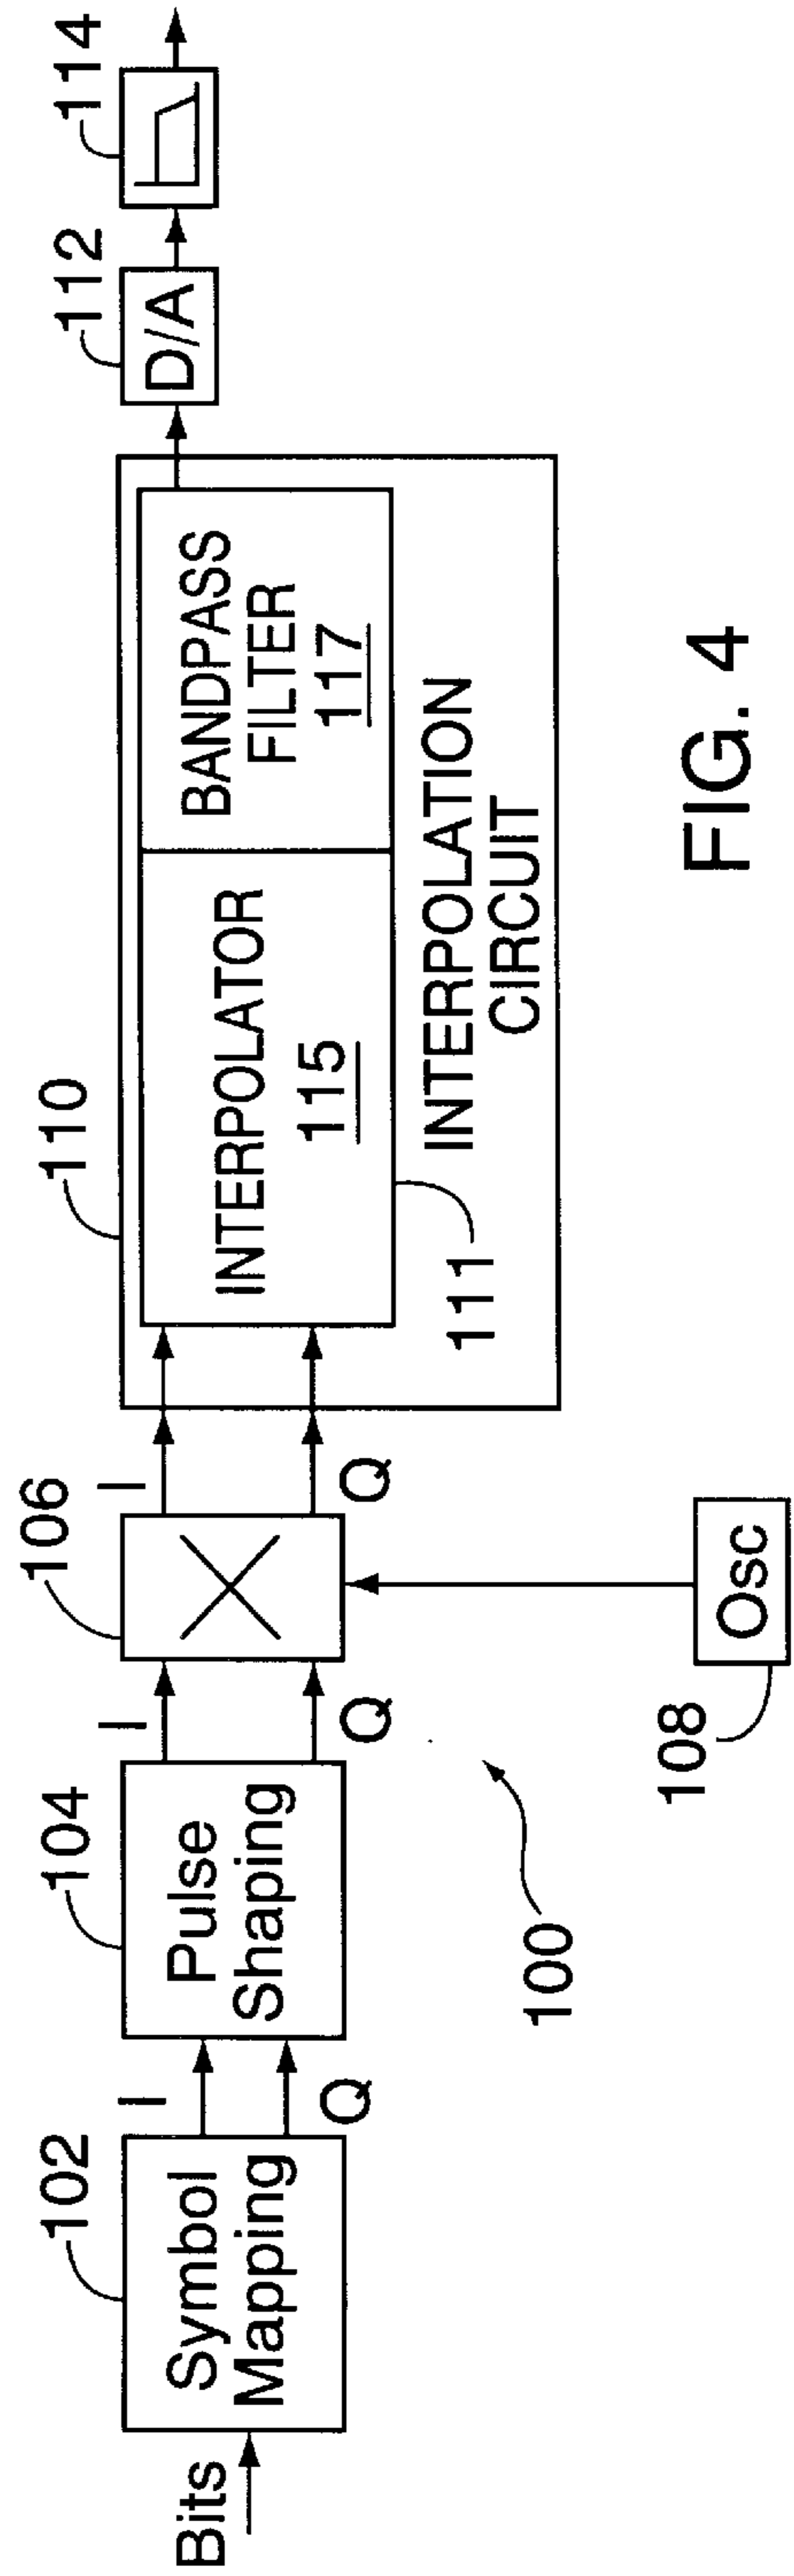 Bits
102
Symbol
Mapping
I
Q
104
Pulse
Shaping
I
Q
106
I
Q
108
Osc
100
110
INTERPOLATOR
115
BANDPASS
FILTER
117
111
INTERPOLATION
CIRCUIT
112
D/A
114
FIG. 4